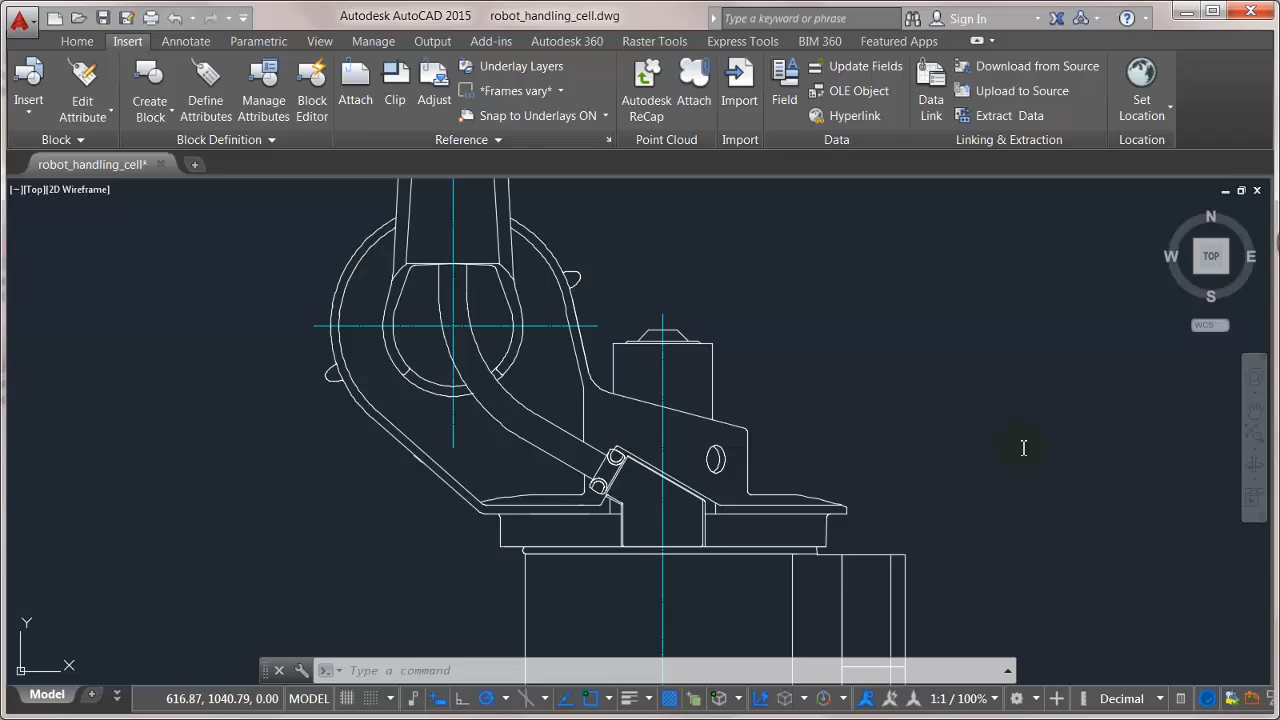 Autodesk AutoCAD 2015 robot_handling_cell.dwg
Type a keyword or phrase
Sign In
Home Insert Annotate Parametric View Manage Output Add-ins Autodesk 360 Raster Tools Express Tools BIM 360 Featured Apps
Insert
Edit Attribute
Block
Create Block
Define Attributes
Manage Attributes
Block Editor
Block Definition
Attach
Clip
Adjust
Underlay Layers
*Frames vary*
Snap to Underlays ON
Reference
Autodesk ReCap
Attach
Point Cloud
Import
Import
Field
Update Fields
OLE Object
Hyperlink
Data
Data Link
Download from Source
Upload to Source
Extract Data
Linking & Extraction
Set Location
Location
robot_handling_cell*
[−][Top][2D Wireframe]
N
W TOP E
S
WCS
Y
X
Type a command
Model
616.87, 1040.79, 0.00 MODEL
1:1 / 100%
Decimal